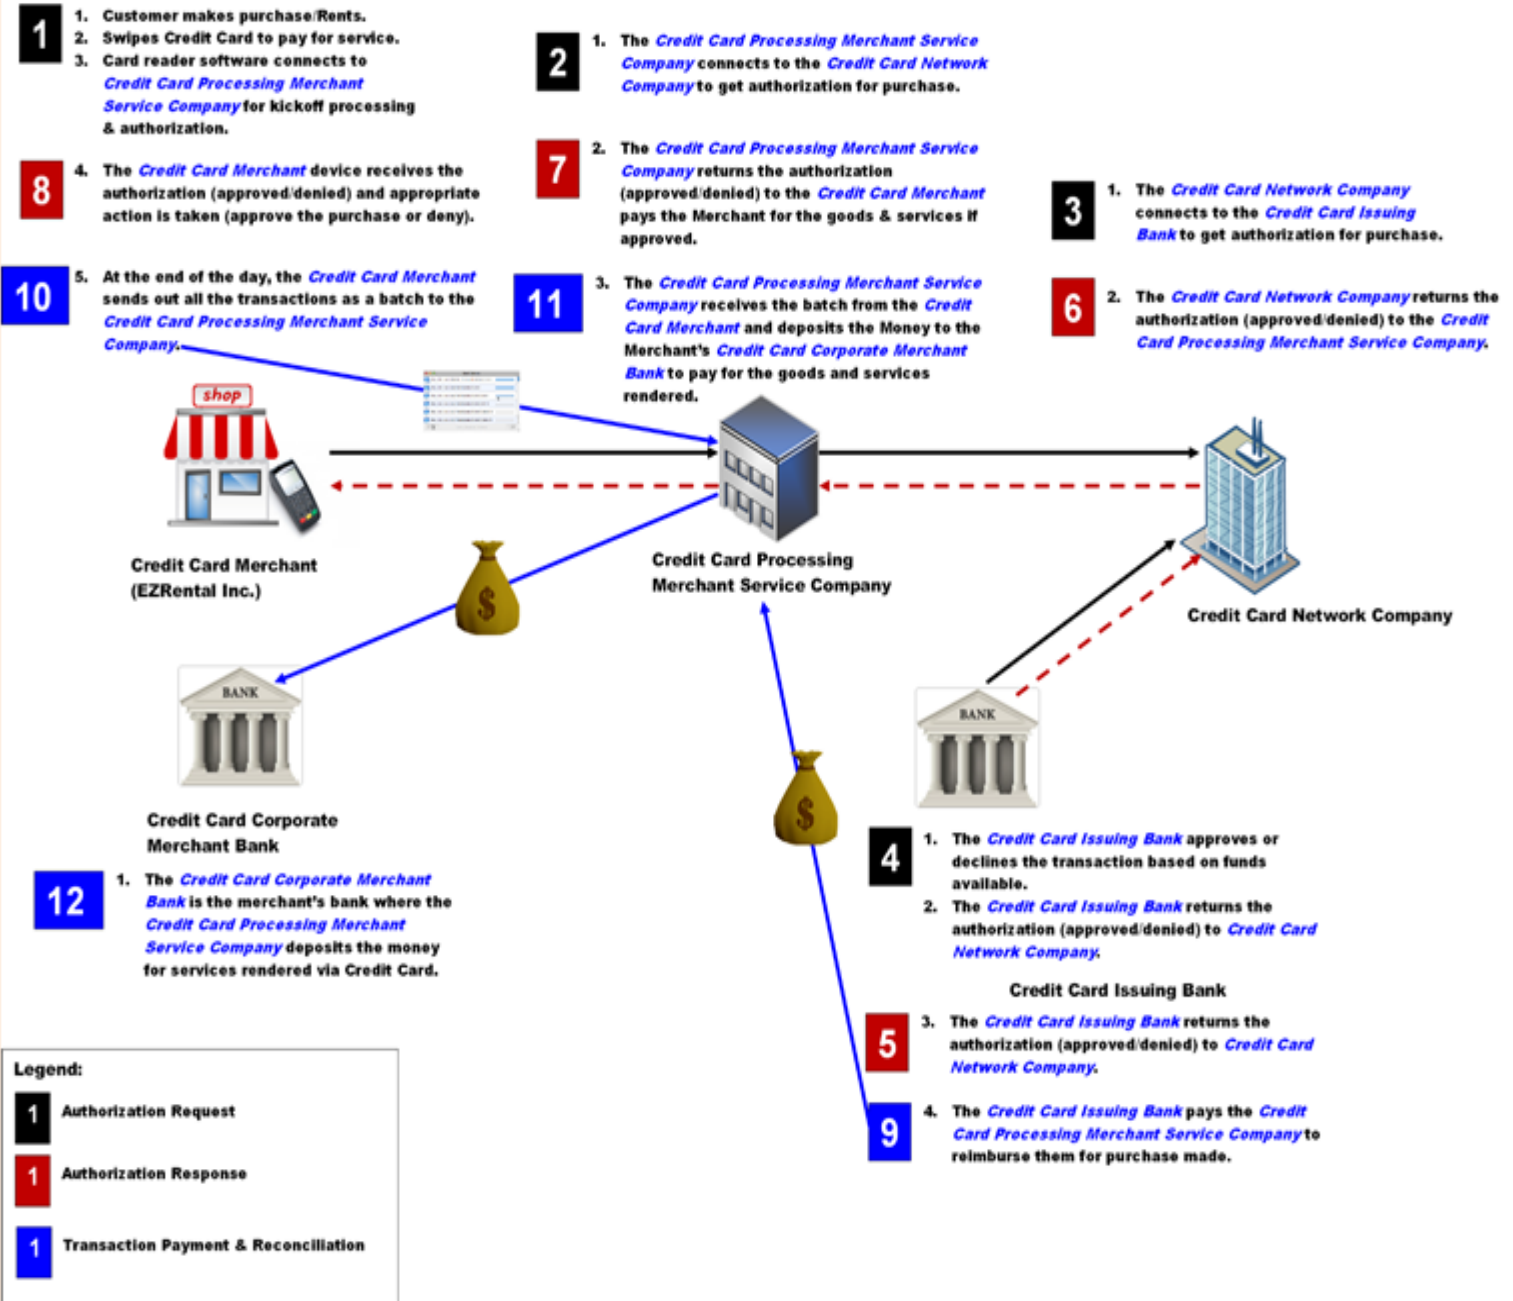 1
1. Customer makes purchase/Rents.
2. Swipes Credit Card to pay for service.
3. Card reader software connects to
Credit Card Processing Merchant
Service Company for kickoff processing
& authorization.
8
4. The Credit Card Merchant device receives the
authorization (approved/denied) and appropriate
action is taken (approve the purchase or deny).
10
5. At the end of the day, the Credit Card Merchant
sends out all the transactions as a batch to the
Credit Card Processing Merchant Service
Company.
2
1. The Credit Card Processing Merchant Service
Company connects to the Credit Card Network
Company to get authorization for purchase.
7
2. The Credit Card Processing Merchant Service
Company returns the authorization
(approved/denied) to the Credit Card Merchant
pays the Merchant for the goods & services if
approved.
11
3. The Credit Card Processing Merchant Service
Company receives the batch from the Credit
Card Merchant and deposits the Money to the
Merchant's Credit Card Corporate Merchant
Bank to pay for the goods and services
rendered.
3
1. The Credit Card Network Company
connects to the Credit Card Issuing
Bank to get authorization for purchase.
6
2. The Credit Card Network Company returns the
authorization (approved/denied) to the Credit
Card Processing Merchant Service Company.
shop
Credit Card Merchant
(EZRental Inc.)
$
Credit Card Processing
Merchant Service Company
Credit Card Network Company
BANK
Credit Card Corporate
Merchant Bank
12
1. The Credit Card Corporate Merchant
Bank is the merchant's bank where the
Credit Card Processing Merchant
Service Company deposits the money
for services rendered via Credit Card.
$
BANK
4
1. The Credit Card Issuing Bank approves or
declines the transaction based on funds
available.
2. The Credit Card Issuing Bank returns the
authorization (approved/denied) to Credit Card
Network Company.
Credit Card Issuing Bank
5
3. The Credit Card Issuing Bank returns the
authorization (approved/denied) to Credit Card
Network Company.
9
4. The Credit Card Issuing Bank pays the Credit
Card Processing Merchant Service Company to
reimburse them for purchase made.
Legend:
1 Authorization Request
1 Authorization Response
1 Transaction Payment & Reconciliation